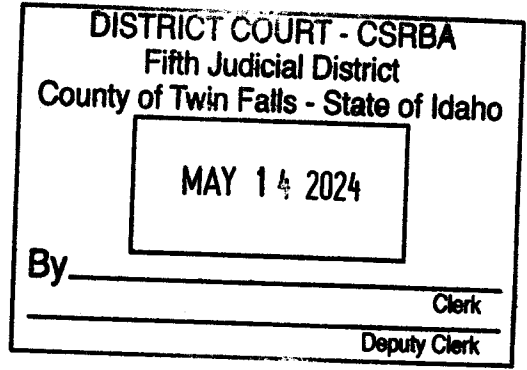 DISTRICT COURT - CSRBA
Fifth Judicial District
County of Twin Falls - State of Idaho
MAY 14 2024
By
Clerk
Deputy Clerk